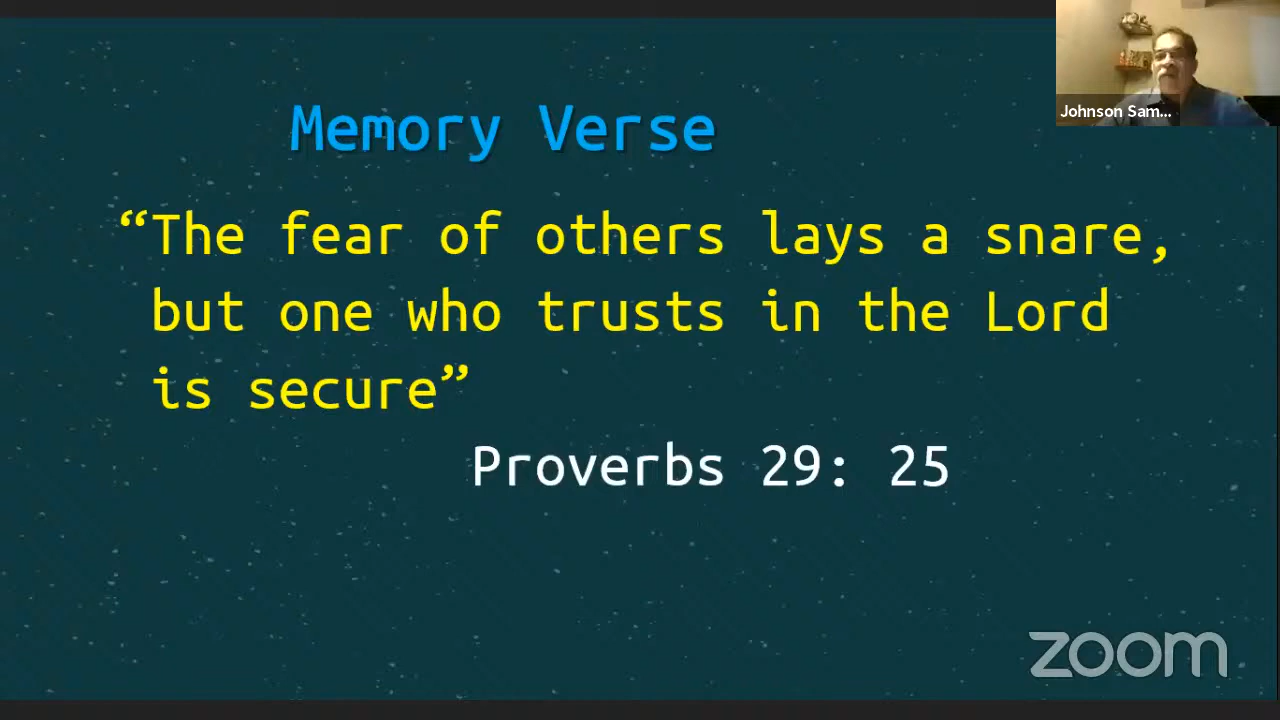 Johnson Sam...
Memory Verse
“The fear of others lays a snare,
but one who trusts in the Lord
is secure”
Proverbs 29: 25
zoom